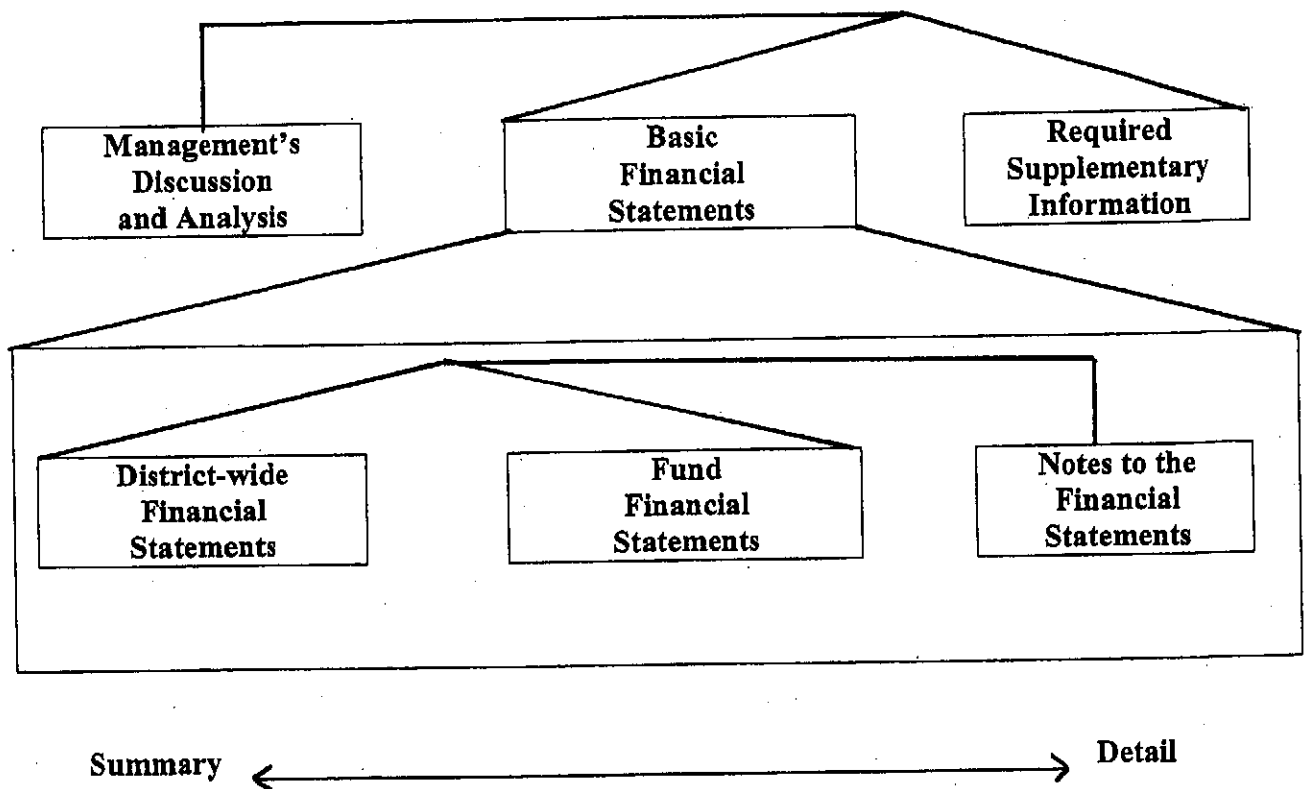 Management's
Discussion
and Analysis
Basic
Financial
Statements
Required
Supplementary
Information
District-wide
Financial
Statements
Fund
Financial
Statements
Notes to the
Financial
Statements
Summary
Detail